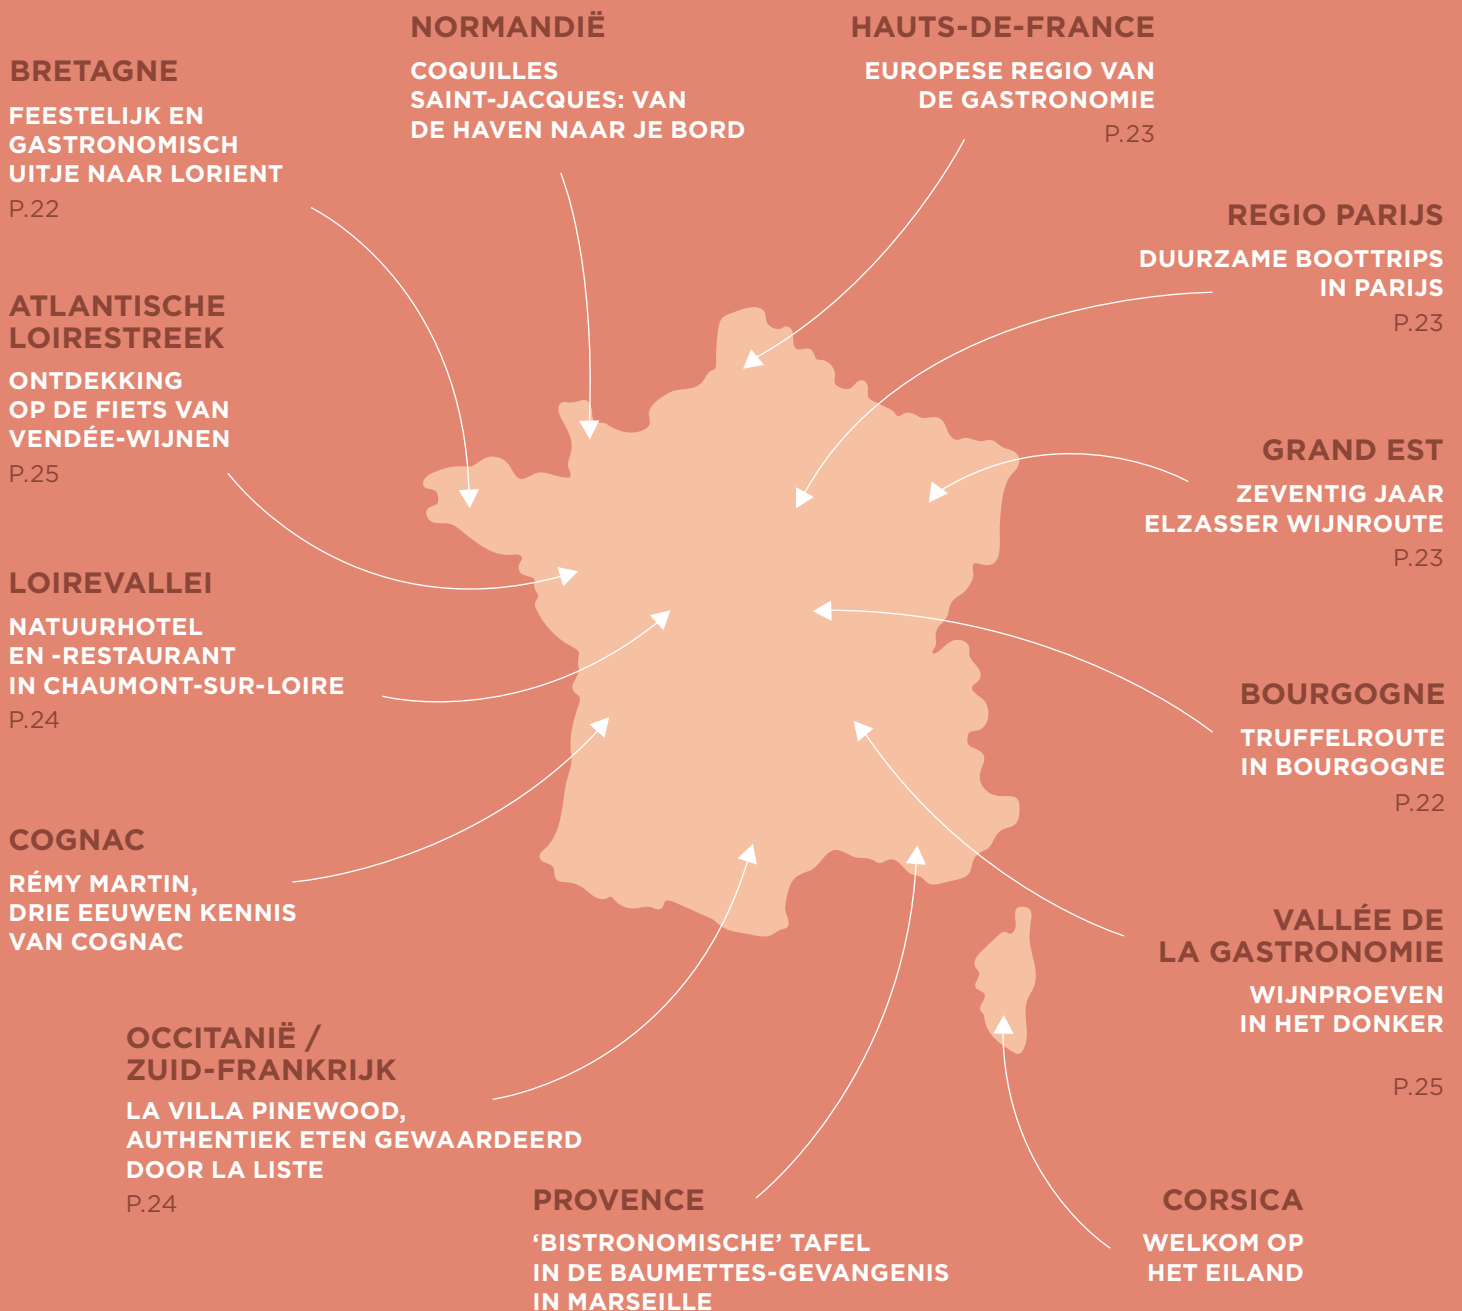 NORMANDIË
COQUILLES
SAINT-JACQUES: VAN
DE HAVEN NAAR JE BORD
HAUTS-DE-FRANCE
EUROPESE REGIO VAN
DE GASTRONOMIE
P.23
BRETAGNE
FEESTELIJK EN
GASTRONOMISCH
UITJE NAAR LORIENT
P.22
REGIO PARIJS
DUURZAME BOOTTRIPS
IN PARIJS
P.23
ATLANTISCHE
LOIRESTREEK
ONTDEKKING
OP DE FIETS VAN
VENDÉE-WIJNEN
P.25
GRAND EST
ZEVENTIG JAAR
ELZASSER WIJNROUTE
P.23
LOIREVALLEI
NATUURHOTEL
EN -RESTAURANT
IN CHAUMONT-SUR-LOIRE
P.24
BOURGOGNE
TRUFFELROUTE
IN BOURGOGNE
P.22
COGNAC
RÉMY MARTIN,
DRIE EEUWEN KENNIS
VAN COGNAC
VALLÉE DE
LA GASTRONOMIE
WIJNPROEVEN
IN HET DONKER
P.25
OCCITANIË /
ZUID-FRANKRIJK
LA VILLA PINEWOOD,
AUTHENTIEK ETEN GEWAARDEERD
DOOR LA LISTE
P.24
PROVENCE
‘BISTRONOMISCHE’ TAFEL
IN DE BAUMETTES-GEVANGENIS
IN MARSEILLE
CORSICA
WELKOM OP
HET EILAND